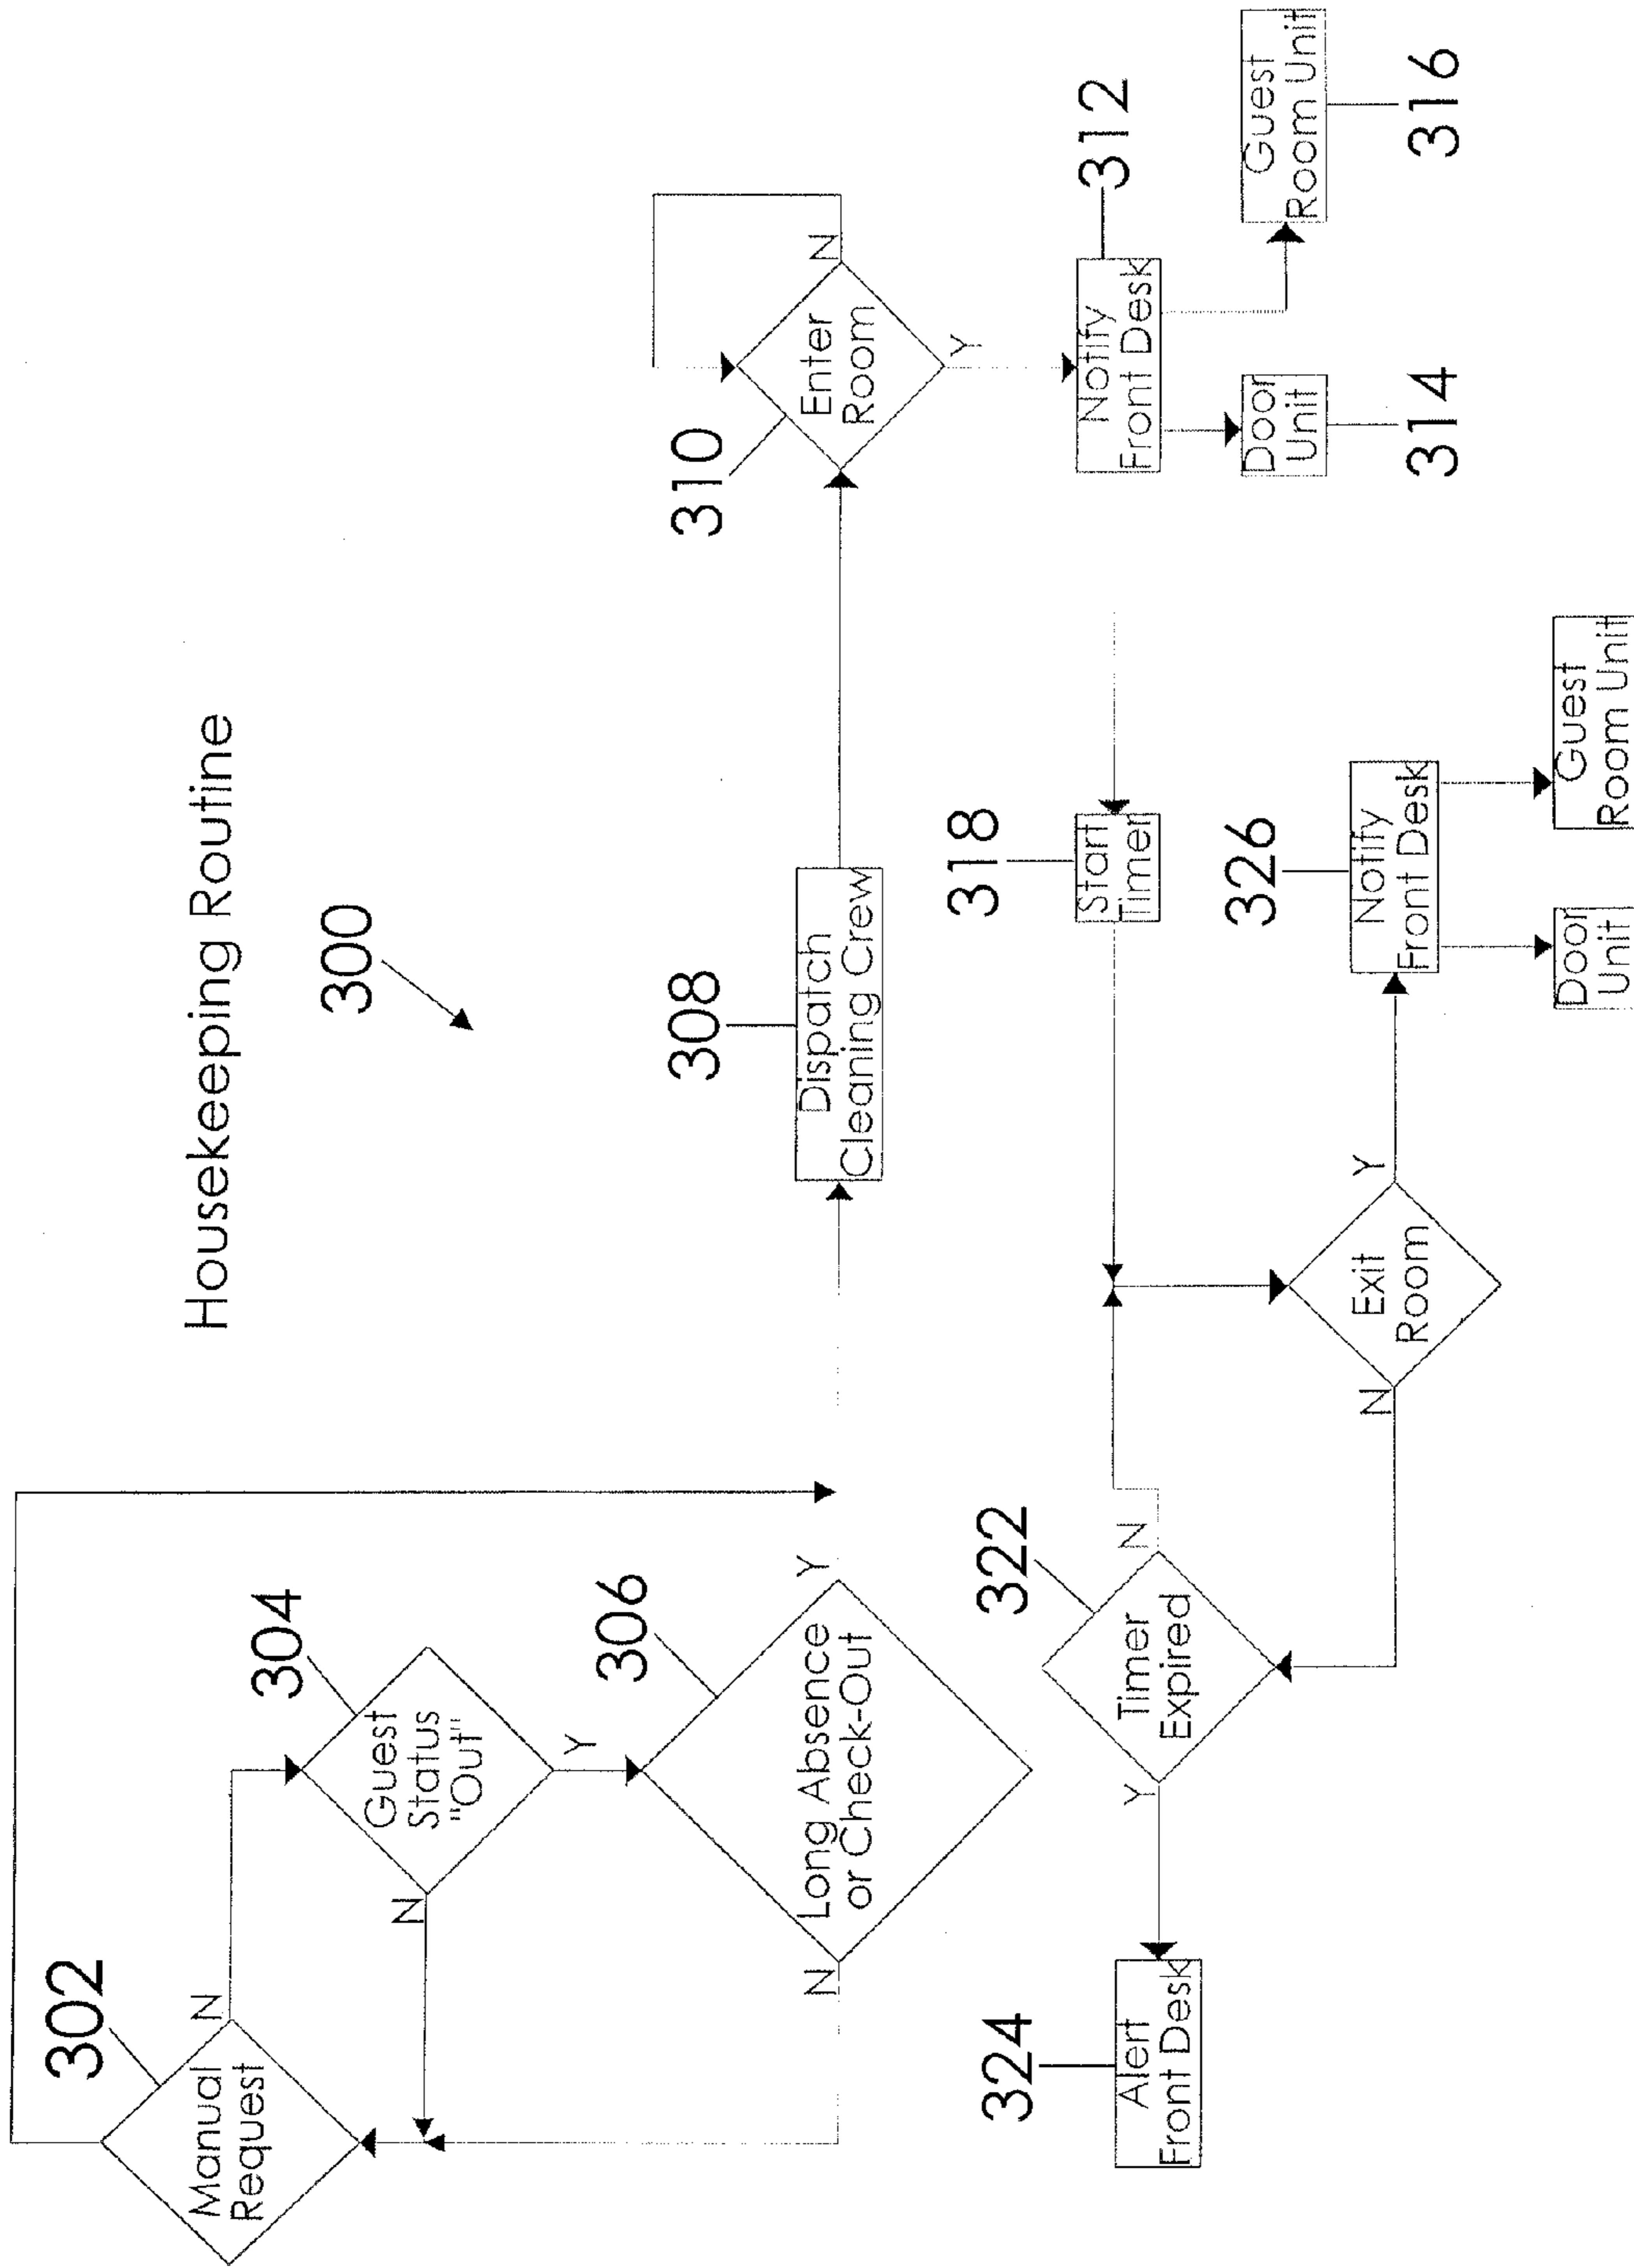 Housekeeping Routine
300
302
Manual
Request
N
304
Guest
Status
"Out"
N
Y
306
Long Absence
or Check-Out
N
Y
308
Dispatch
Cleaning Crew
310
Enter
Room
N
Y
312
Notify
Front Desk
314
Door
Unit
316
Guest
Room Unit
318
Start
Timer
322
Timer
Expired
N
Y
324
Alert
Front Desk
Exit
Room
N
Y
326
Notify
Front Desk
Door
Unit
Guest
Room Unit